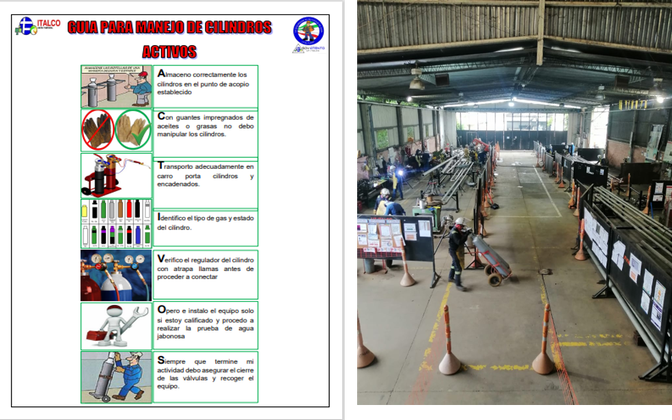 ITALCO
GUIA PARA MANEJO DE CILINDROS
ACTIVOS
Almaceno correctamente los
cilindros en el punto de acopio
establecido
Con guantes impregnados de
aceites o grasas no debo
manipular los cilindros.
Transporto adecuadamente en
carro porta cilindros y
encadenados.
Identifico el tipo de gas y estado
del cilindro.
Verifico el regulador del cilindro
con atrapa llamas antes de
proceder a conectar
Opero e instalo el equipo solo
si estoy calificado y procedo a
realizar la prueba de agua
jabonosa
Siempre que termine mi
actividad debo asegurar el cierre
de las válvulas y recoger el
equipo.